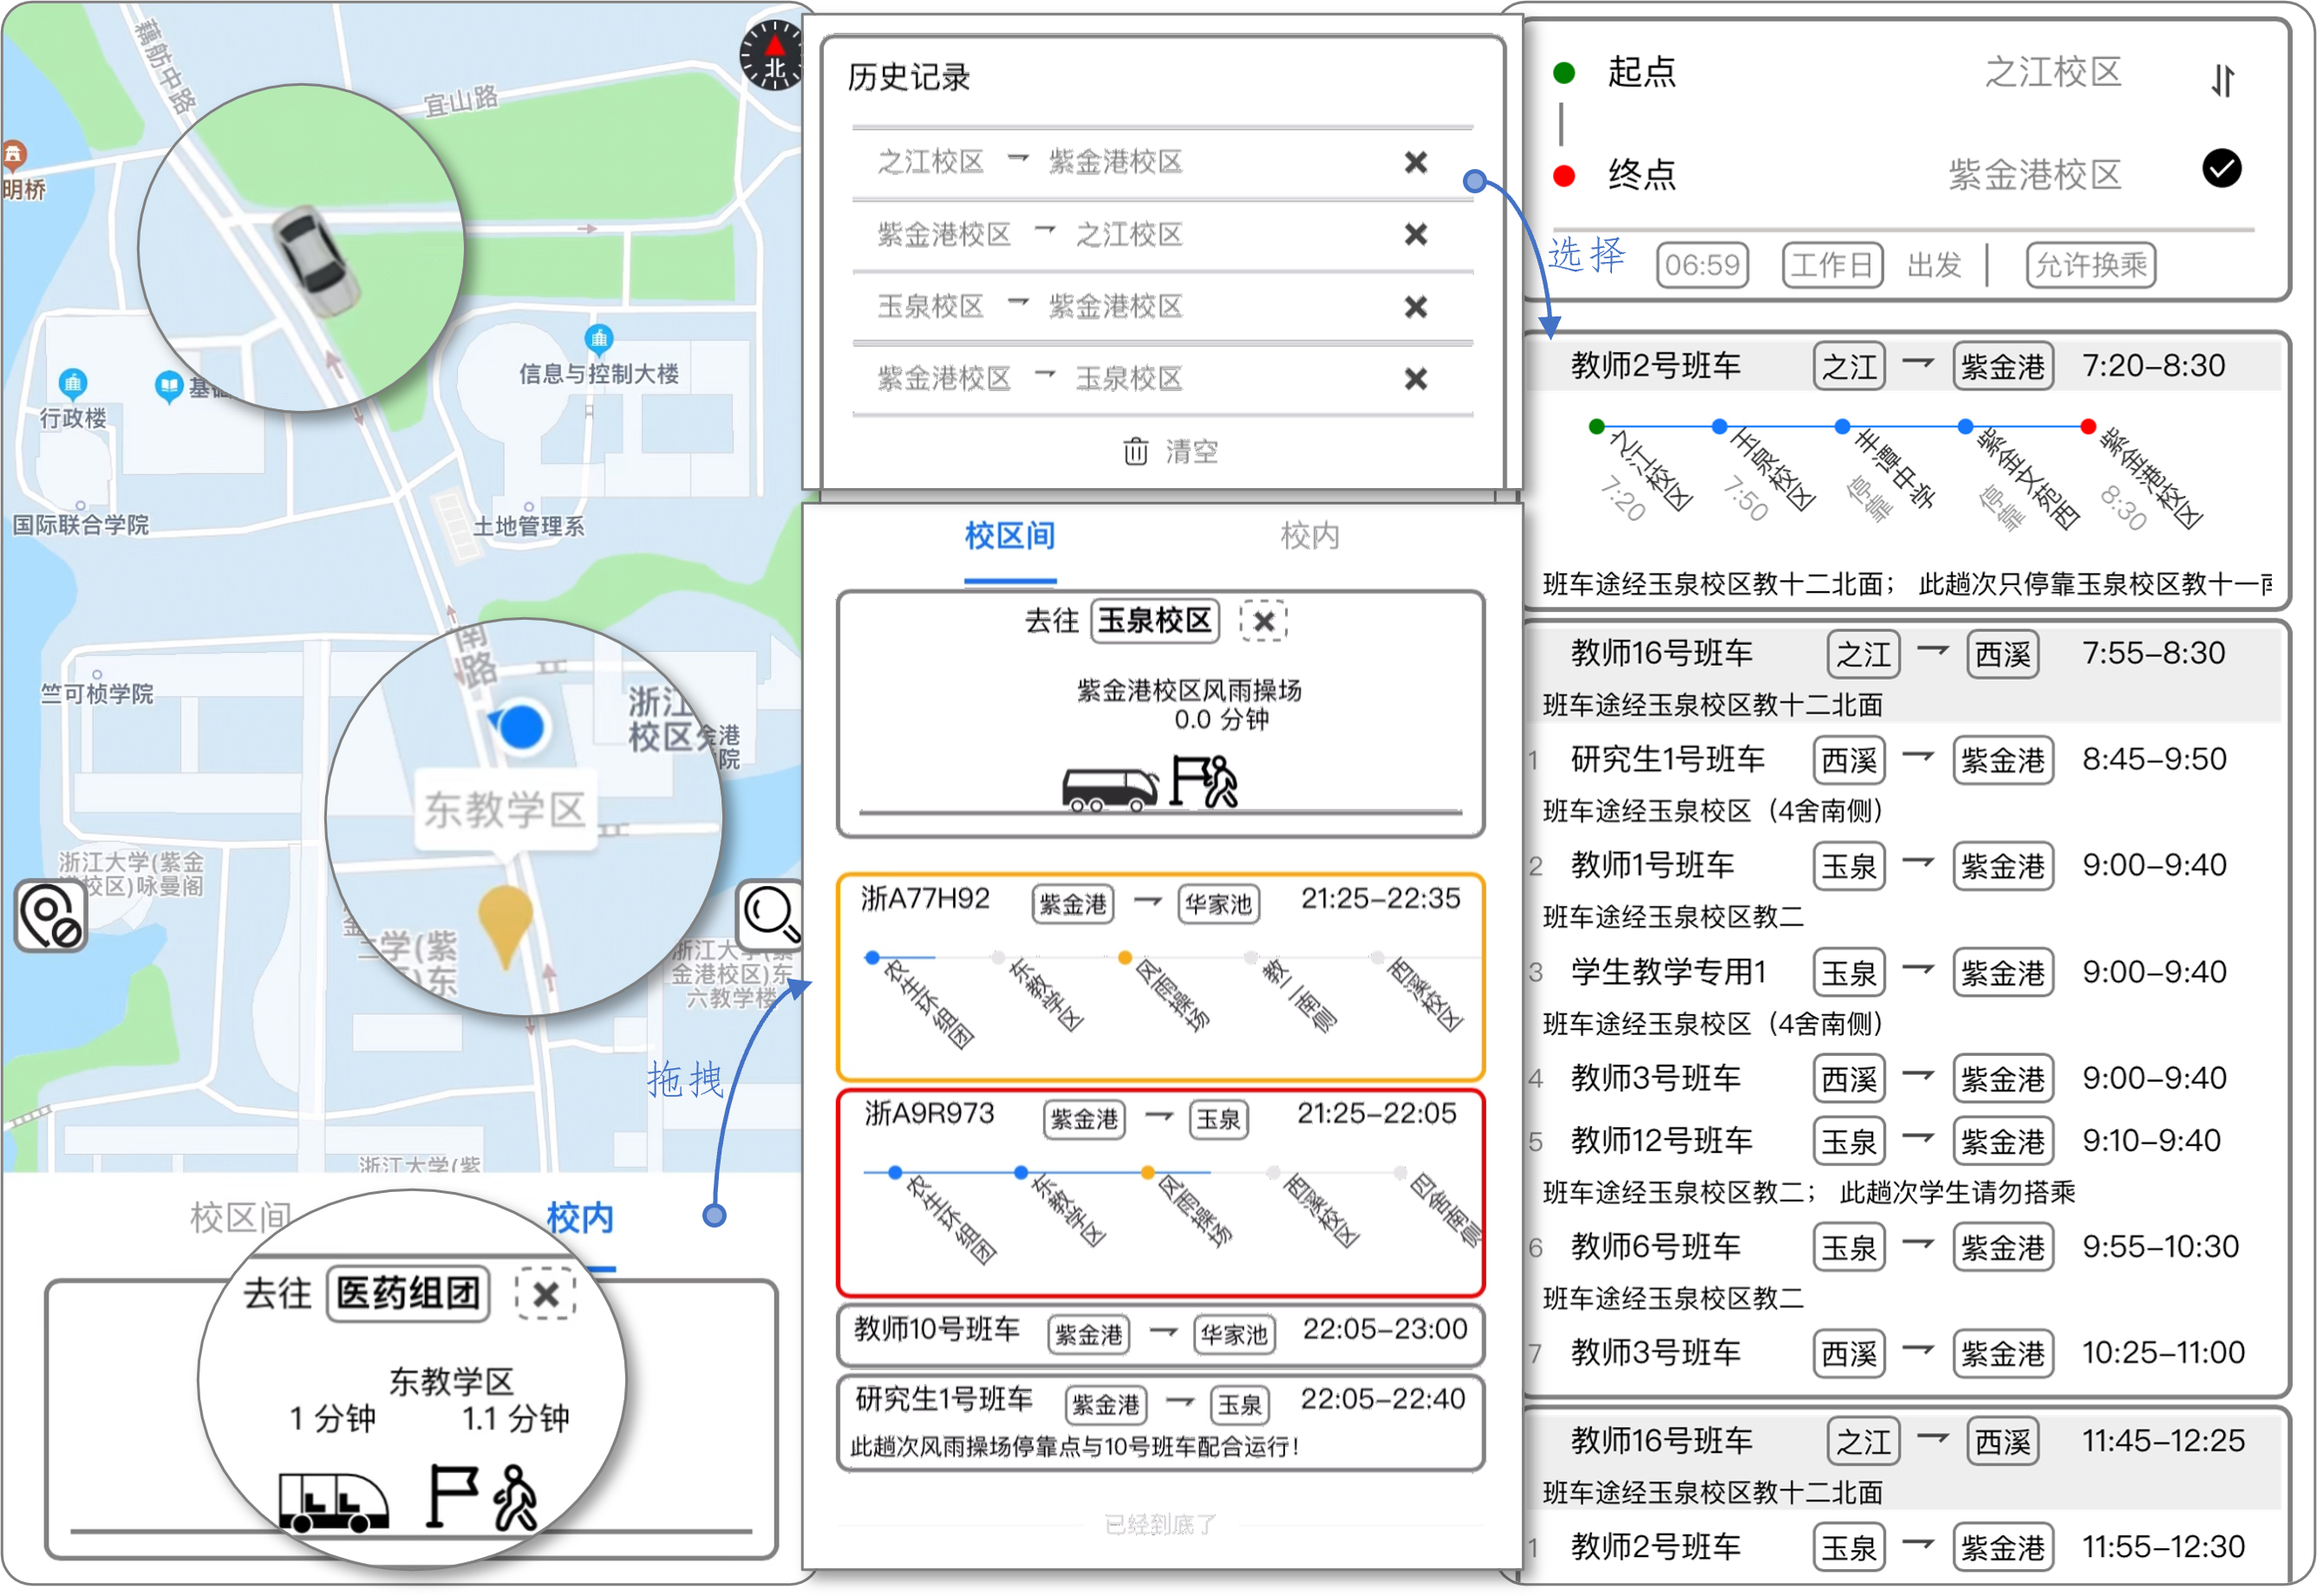 藕舫中路
北
宜山路
明桥
信息与控制大楼
行政楼
国际联合学院
土地管理系
南路
竺可桢学院
浙江
校区
金港
院
东教学区
浙江大学(紫金
港校区)咏曼阁
学(紫
)东
浙江大学(紫
金港校区)东
六教学楼
拖拽
浙江大学(紫
校区间
校内
去往 医药组团
东教学区
1 分钟 1.1 分钟
历史记录
之江校区 → 紫金港校区
紫金港校区 → 之江校区
玉泉校区 → 紫金港校区
紫金港校区 → 玉泉校区
清空
选择
校区间 校内
去往 玉泉校区
紫金港校区风雨操场
0.0 分钟
浙A77H92 紫金港 → 华家池 21:25–22:35
农生环组团
东教学区
风雨操场
教一南侧
西溪校区
浙A9R973 紫金港 → 玉泉 21:25–22:05
农生环组团
东教学区
风雨操场
西溪校区
四舍南侧
教师10号班车 紫金港 → 华家池 22:05–23:00
研究生1号班车 紫金港 → 玉泉 22:05–22:40
此趟次风雨操场停靠点与10号班车配合运行！
已经到底了
起点 之江校区
终点 紫金港校区
06:59 工作日 出发 | 允许换乘
教师2号班车 之江 → 紫金港 7:20–8:30
之江校区
7:20
玉泉校区
7:50
丰潭中学
停靠
紫金文苑西
停靠
紫金港校区
8:30
班车途经玉泉校区教十二北面； 此趟次只停靠玉泉校区教十一
教师16号班车 之江 → 西溪 7:55–8:30
班车途经玉泉校区教十二北面
1 研究生1号班车 西溪 → 紫金港 8:45–9:50
班车途经玉泉校区（4舍南侧）
2 教师1号班车 玉泉 → 紫金港 9:00–9:40
班车途经玉泉校区教二
3 学生教学专用1 玉泉 → 紫金港 9:00–9:40
班车途经玉泉校区（4舍南侧）
4 教师3号班车 西溪 → 紫金港 9:00–9:40
5 教师12号班车 玉泉 → 紫金港 9:10–9:40
班车途经玉泉校区教二； 此趟次学生请勿搭乘
6 教师6号班车 玉泉 → 紫金港 9:55–10:30
班车途经玉泉校区教二
7 教师3号班车 西溪 → 紫金港 10:25–11:00
教师16号班车 之江 → 西溪 11:45–12:25
班车途经玉泉校区教十二北面
1 教师2号班车 玉泉 → 紫金港 11:55–12:30